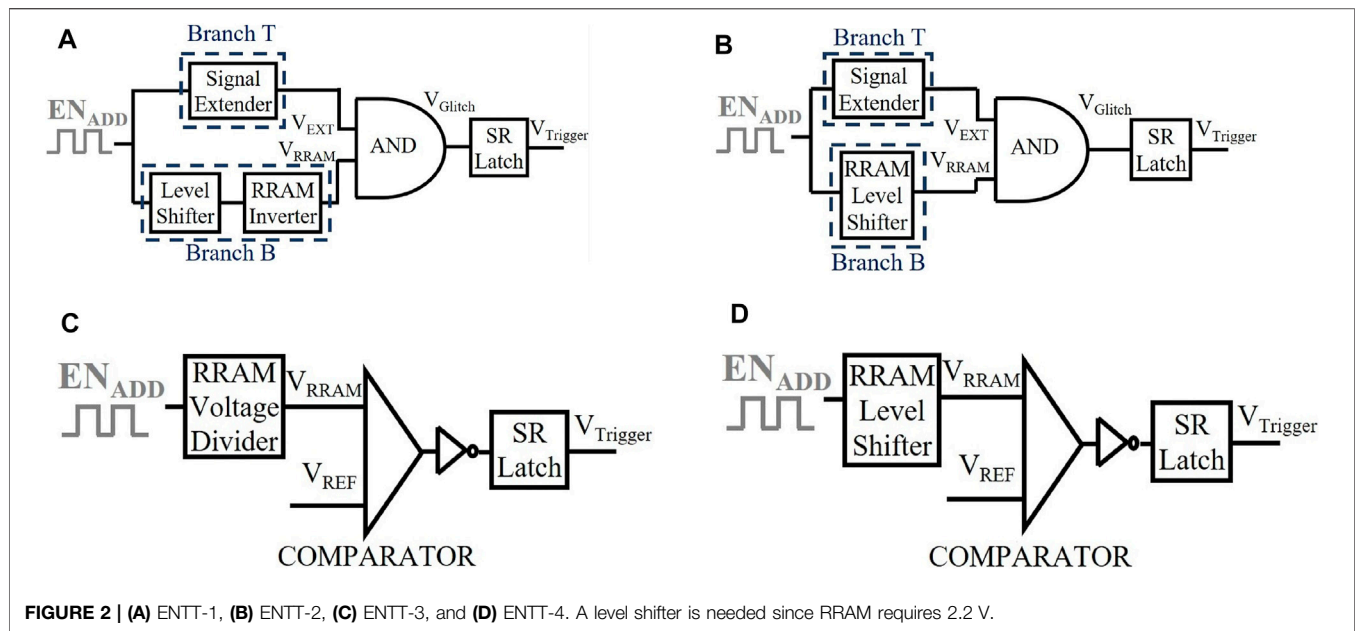 A
Branch T
Signal
Extender
EN_ADD
V_EXT
V_RRAM
AND
V_Glitch
SR
Latch
V_Trigger
Level
Shifter
RRAM
Inverter
Branch B
B
Branch T
Signal
Extender
EN_ADD
V_EXT
V_RRAM
AND
V_Glitch
SR
Latch
V_Trigger
RRAM
Level
Shifter
Branch B
C
EN_ADD
RRAM
Voltage
Divider
V_RRAM
V_REF
SR
Latch
V_Trigger
COMPARATOR
D
EN_ADD
RRAM
Level
Shifter
V_RRAM
V_REF
SR
Latch
V_Trigger
COMPARATOR
FIGURE 2 | (A) ENTT-1, (B) ENTT-2, (C) ENTT-3, and (D) ENTT-4. A level shifter is needed since RRAM requires 2.2 V.